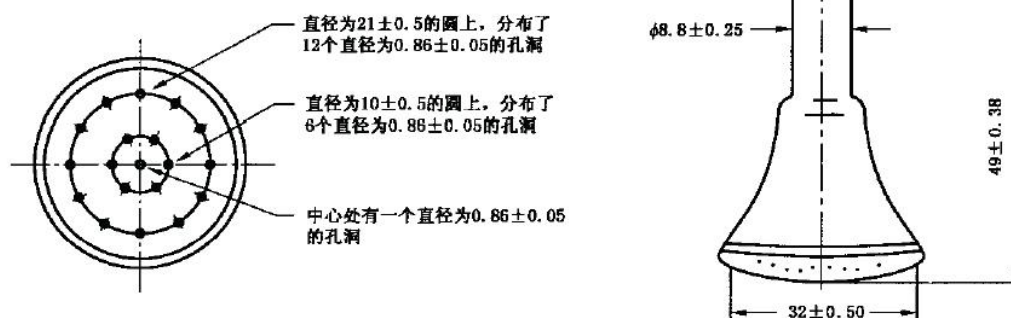 直径为21±0.5的圆上，分布了
12个直径为0.86±0.05的孔洞
直径为10±0.5的圆上，分布了
6个直径为0.86±0.05的孔洞
中心处有一个直径为0.86±0.05
的孔洞
ϕ8.8±0.25
49±0.38
32±0.50